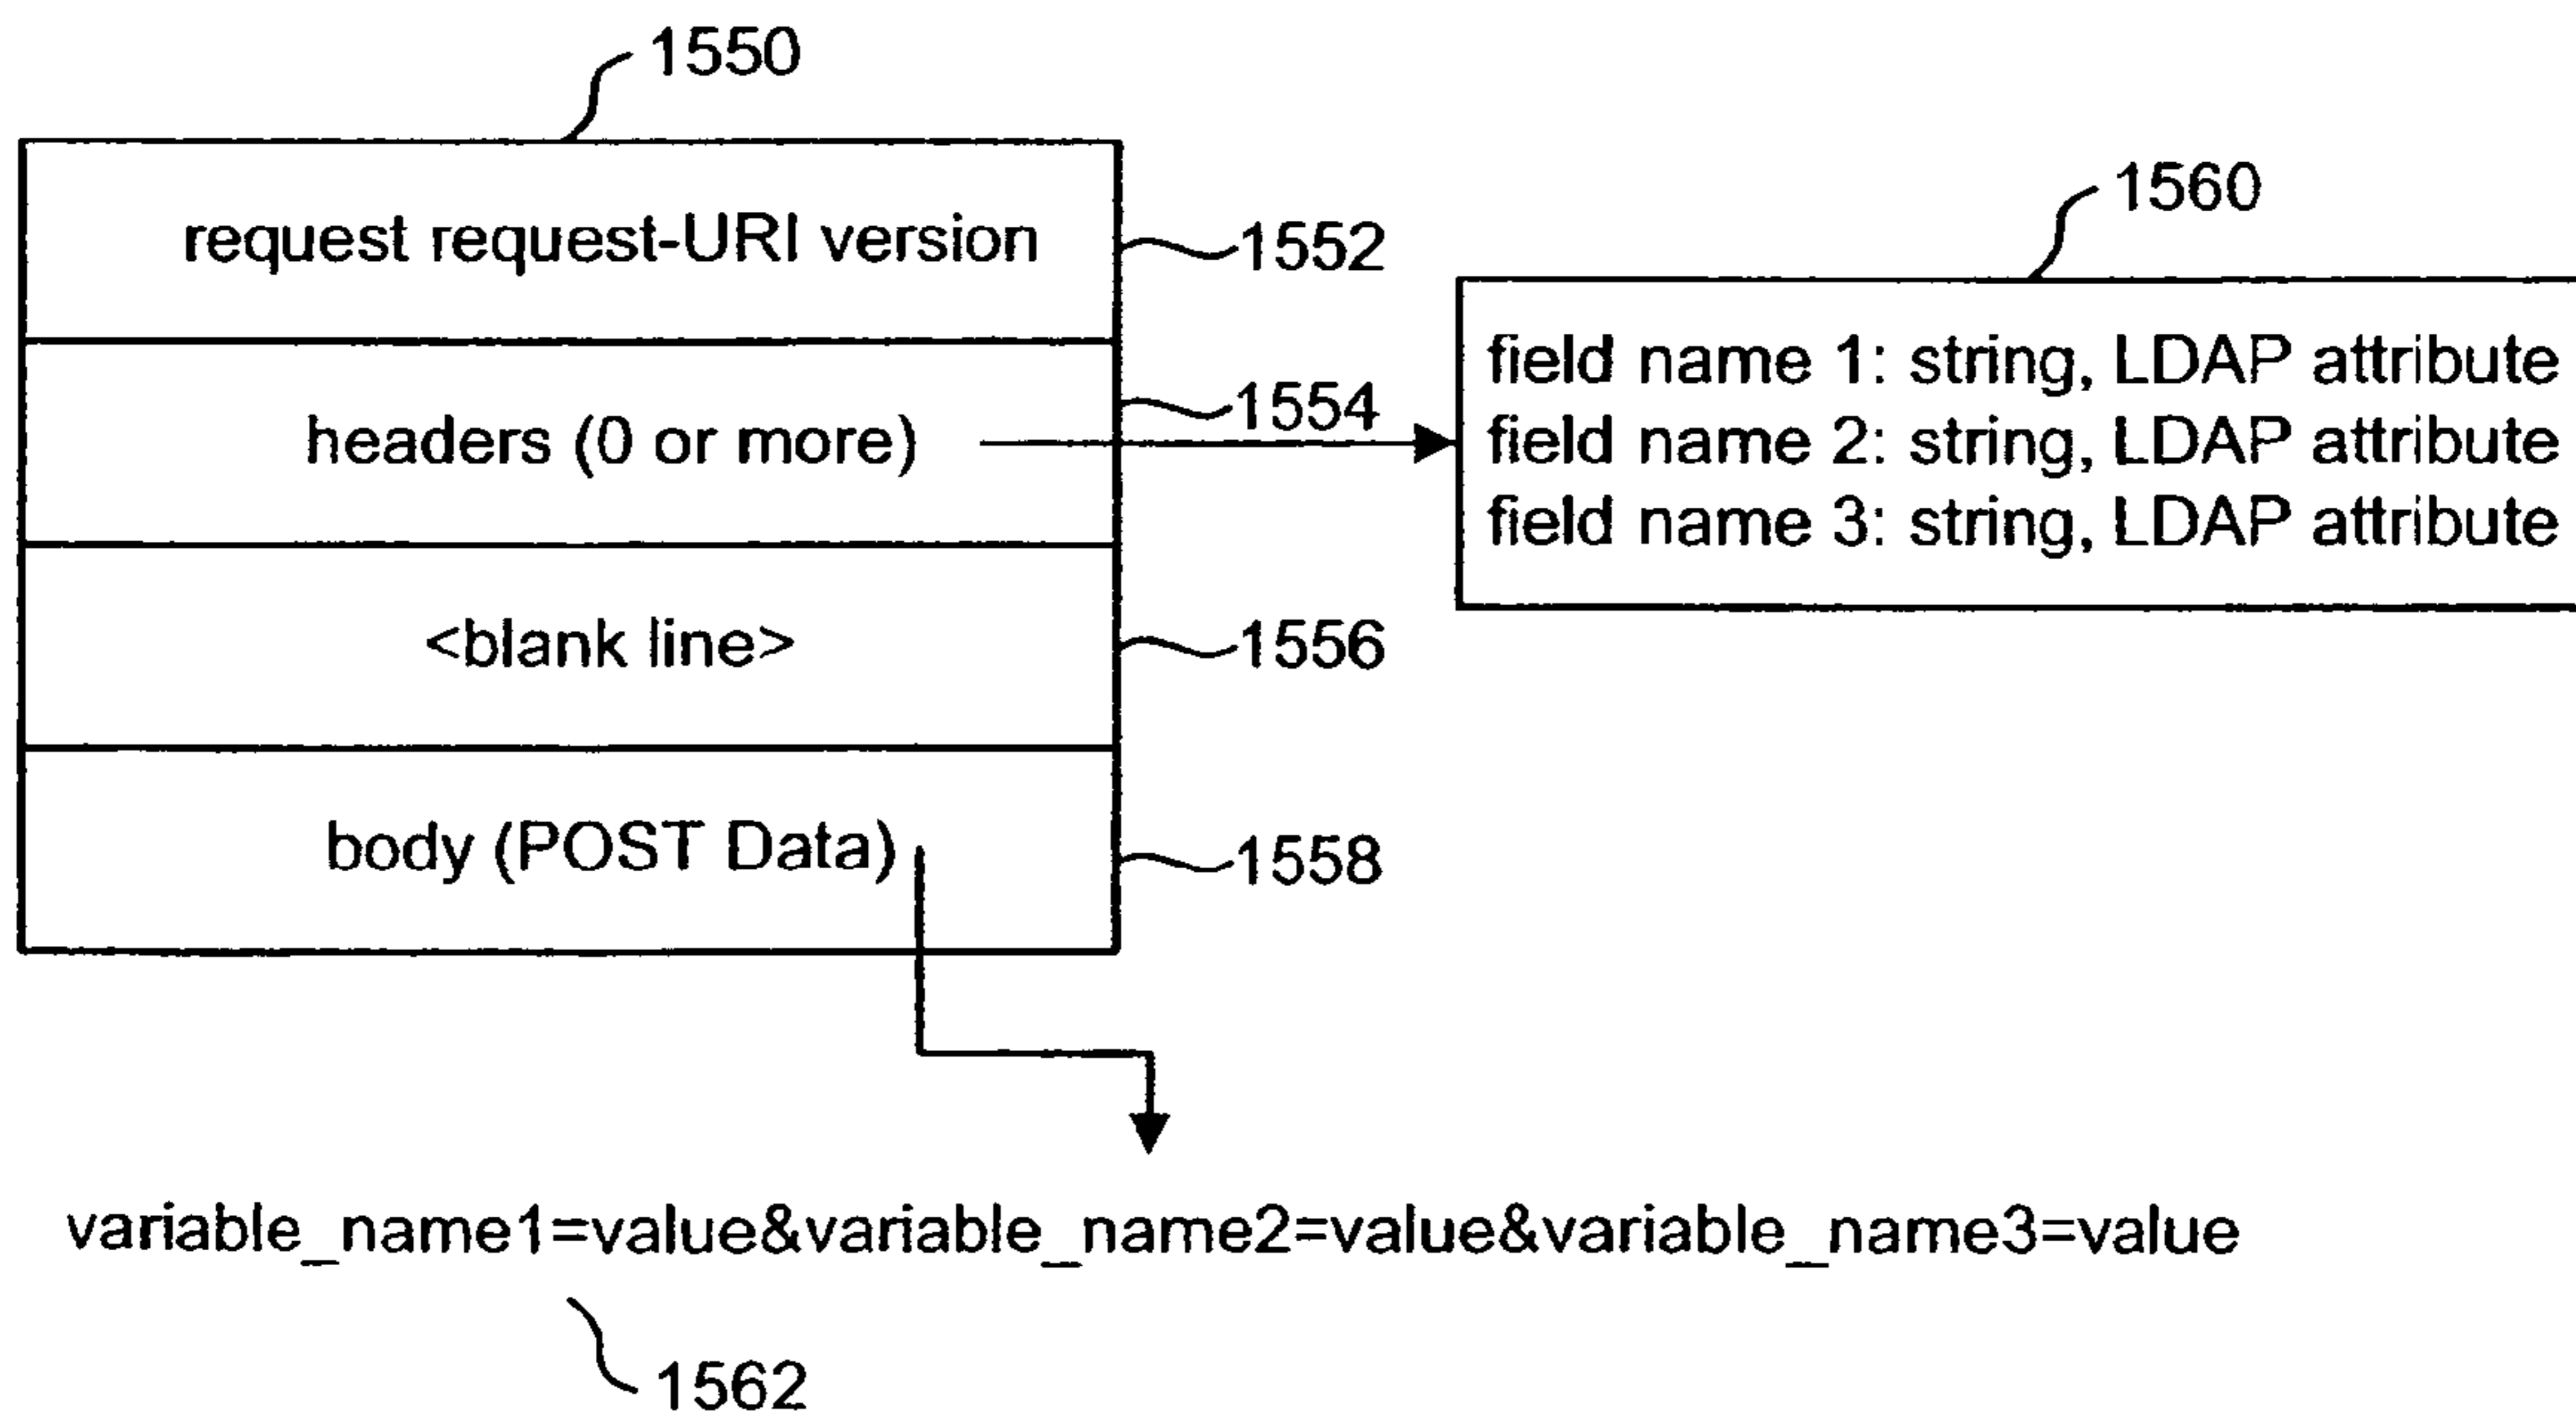 1550
request request-URI version
1552
1560
headers (0 or more)
1554
field name 1: string, LDAP attribute
field name 2: string, LDAP attribute
field name 3: string, LDAP attribute
<blank line>
1556
body (POST Data)
1558
variable_name1=value&variable_name2=value&variable_name3=value
1562